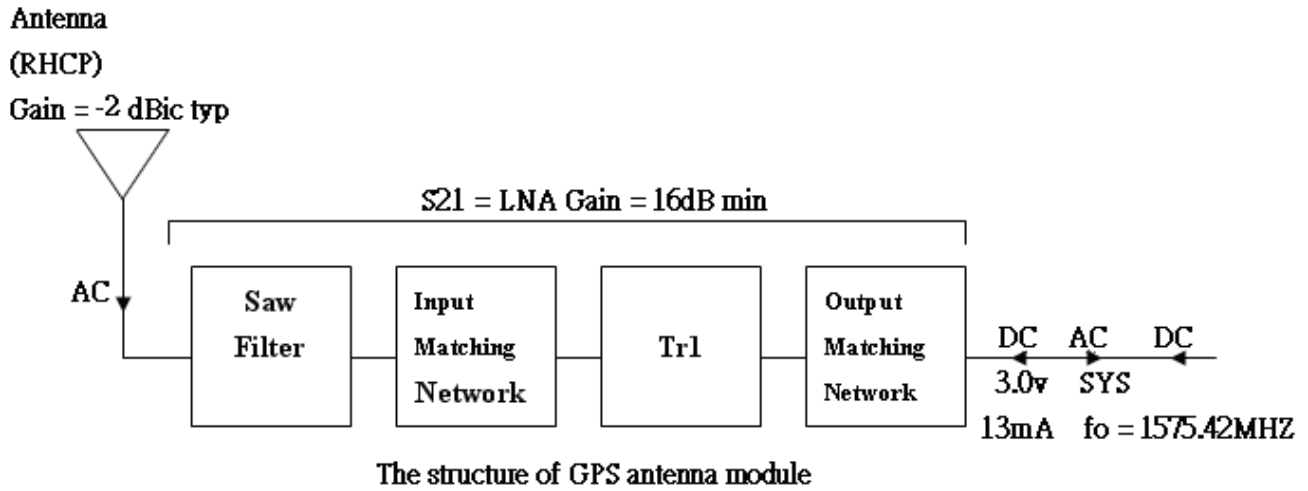 Antenna
(RHCP)
Gain = -2 dBic typ
S21 = LNA Gain = 16dB min
AC
Saw
Filter
Input
Matching
Network
Tr1
Output
Matching
Network
DC AC DC
3.0v SYS
13mA fo = 1575.42MHZ
The structure of GPS antenna module